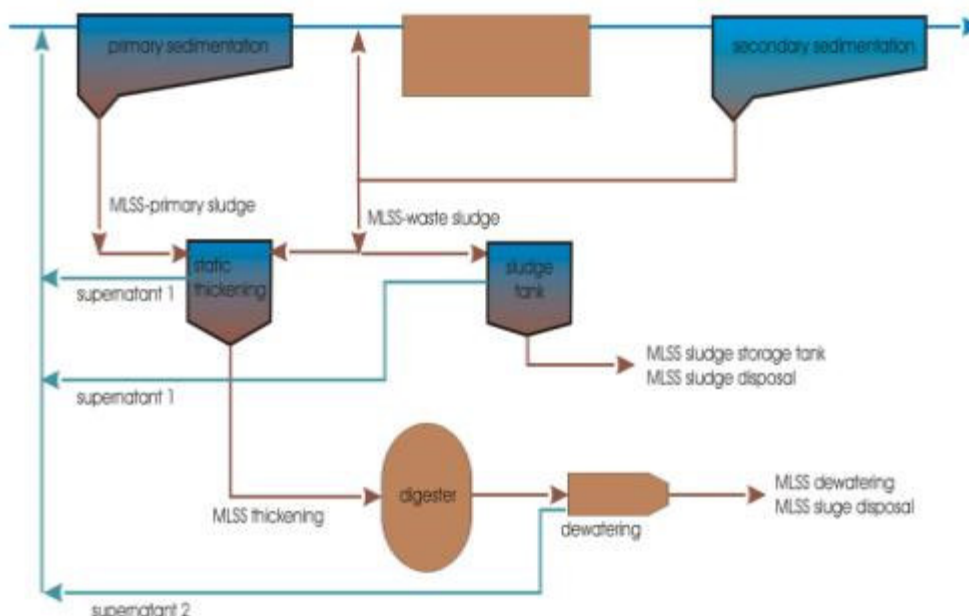 primary sedimentation
secondary sedimentation
MLSS-primary sludge
MLSS-waste sludge
static
thickening
sludge
tank
supernatant 1
MLSS sludge storage tank
MLSS sludge disposal
supernatant 1
digester
MLSS thickening
dewatering
MLSS dewatering
MLSS sluge disposal
supernatant 2